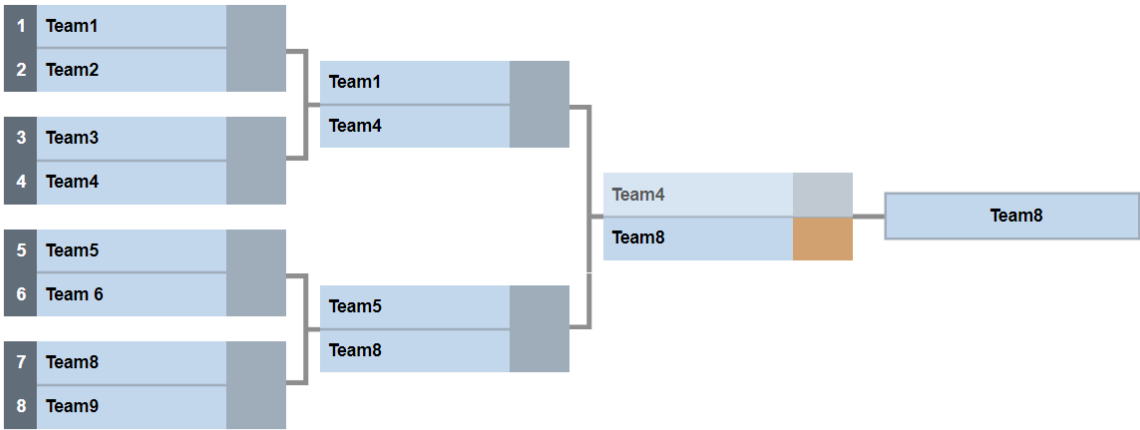 1 Team1
2 Team2
3 Team3
4 Team4
5 Team5
6 Team 6
7 Team8
8 Team9
Team1
Team4
Team5
Team8
Team4
Team8
Team8